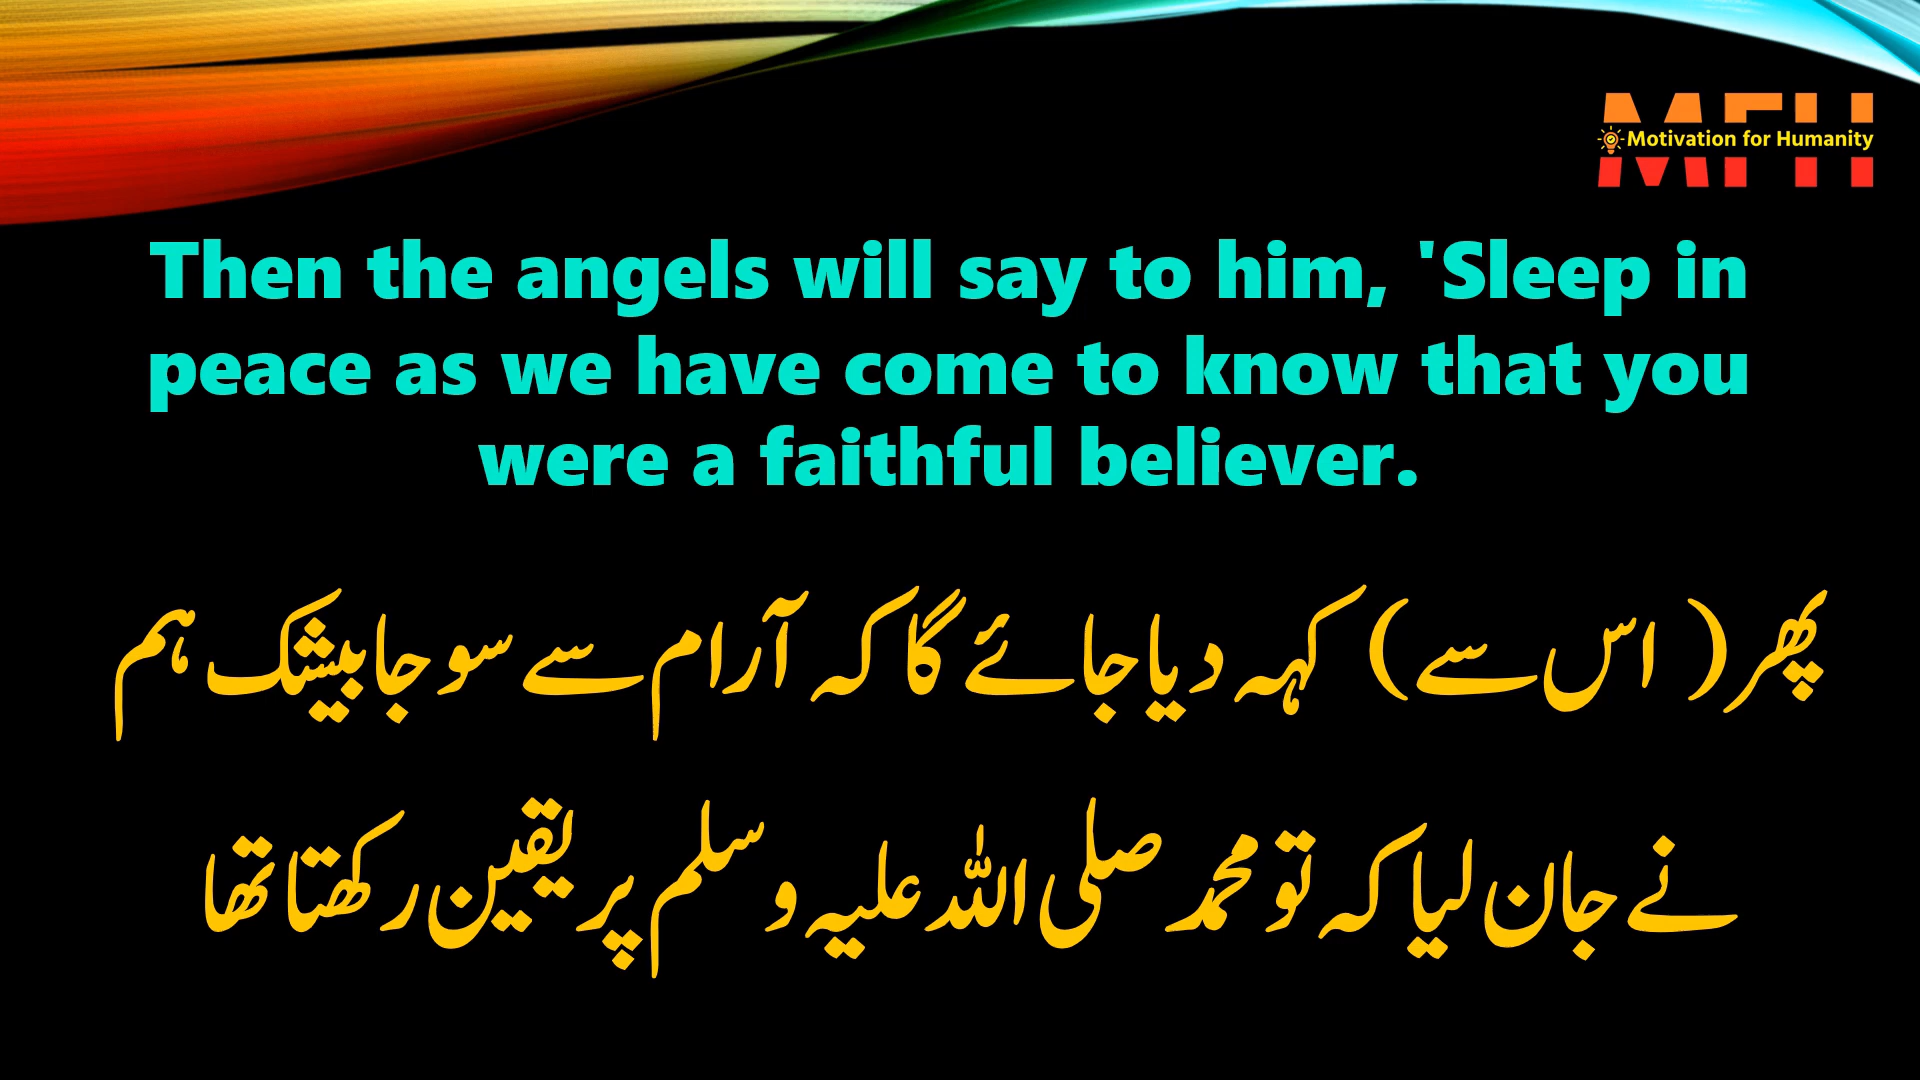 MFH
Motivation for Humanity
Then the angels will say to him, 'Sleep in
peace as we have come to know that you
were a faithful believer.
پھر( اس سے) کہہ دیا جائے گا کہ آرام سے سو جا بیشک ہم
نے جان لیا کہ تو محمد صلی اللہ علیہ وسلم پر یقین رکھتا تھا